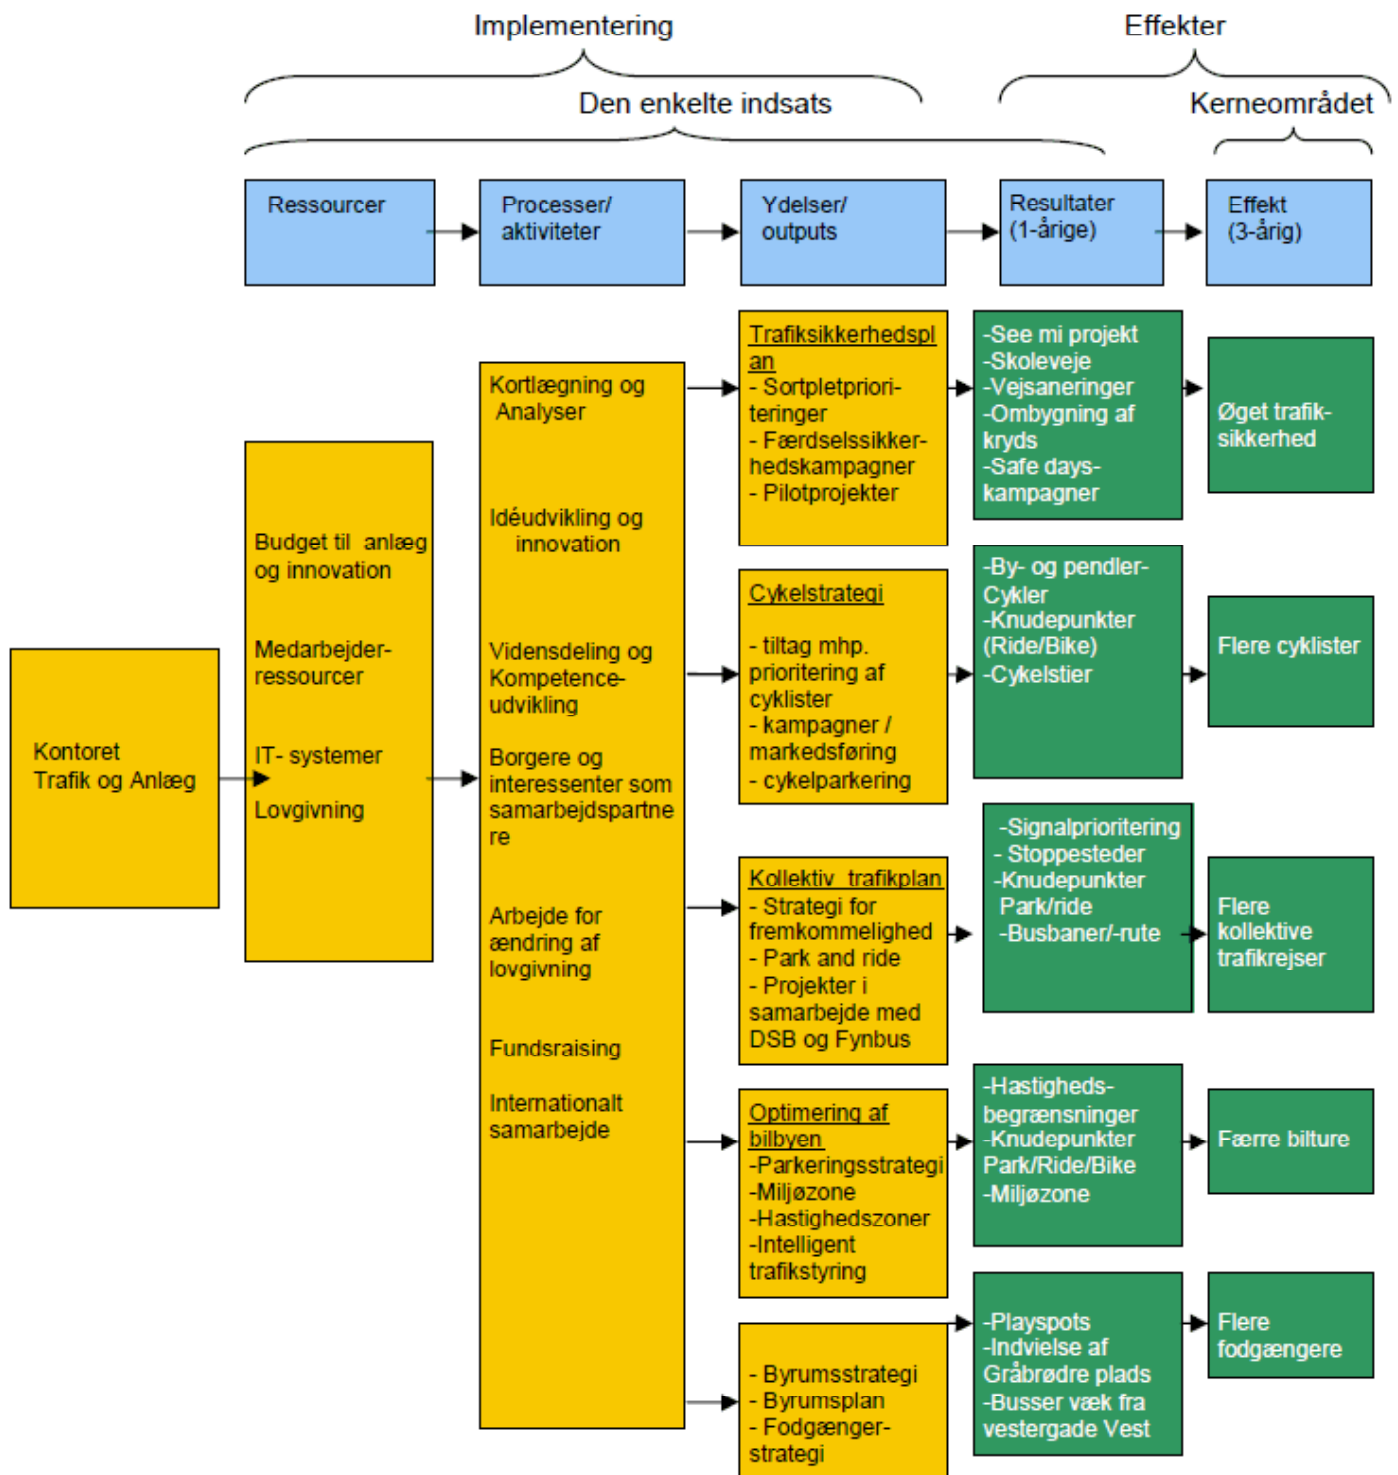 Implementering
Effekter
Den enkelte indsats
Kerneområdet
Ressourcer
Processer/
aktiviteter
Ydelser/
outputs
Resultater
(1-årige)
Effekt
(3-årig)
Kontoret
Trafik og Anlæg
Budget til anlæg
og innovation
Medarbejder-
ressourcer
IT- systemer
Lovgivning
Kortlægning og
Analyser
Idéudvikling og
innovation
Vidensdeling og
Kompetence-
udvikling
Borgere og
interessenter som
samarbejdspartne
re
Arbejde for
ændring af
lovgivning
Fundsraising
Internationalt
samarbejde
Trafiksikkerhedspl
an
- Sortpletpriori-
teringer
- Færdselssikker-
hedskampagner
- Pilotprojekter
-See mi projekt
-Skoleveje
-Vejsaneringer
-Ombygning af
kryds
-Safe days-
kampagner
Øget trafik-
sikkerhed
Cykelstrategi
- tiltag mhp.
prioritering af
cyklister
- kampagner /
markedsføring
- cykelparkering
-By- og pendler-
Cykler
-Knudepunkter
(Ride/Bike)
-Cykelstier
Flere cyklister
Kollektiv trafikplan
- Strategi for
fremkommelighed
- Park and ride
- Projekter i
samarbejde med
DSB og Fynbus
-Signalprioritering
- Stoppesteder
-Knudepunkter
Park/ride
-Busbaner/-rute
Flere
kollektive
trafikrejser
Optimering af
bilbyen
-Parkeringsstrategi
-Miljøzone
-Hastighedszoner
-Intelligent
trafikstyring
-Hastigheds-
begrænsninger
-Knudepunkter
Park/Ride/Bike
-Miljøzone
Færre bilture
- Byrumsstrategi
- Byrumsplan
- Fodgænger-
strategi
-Playspots
-Indvielse af
Gråbrødre plads
-Busser væk fra
vestergade Vest
Flere
fodgængere